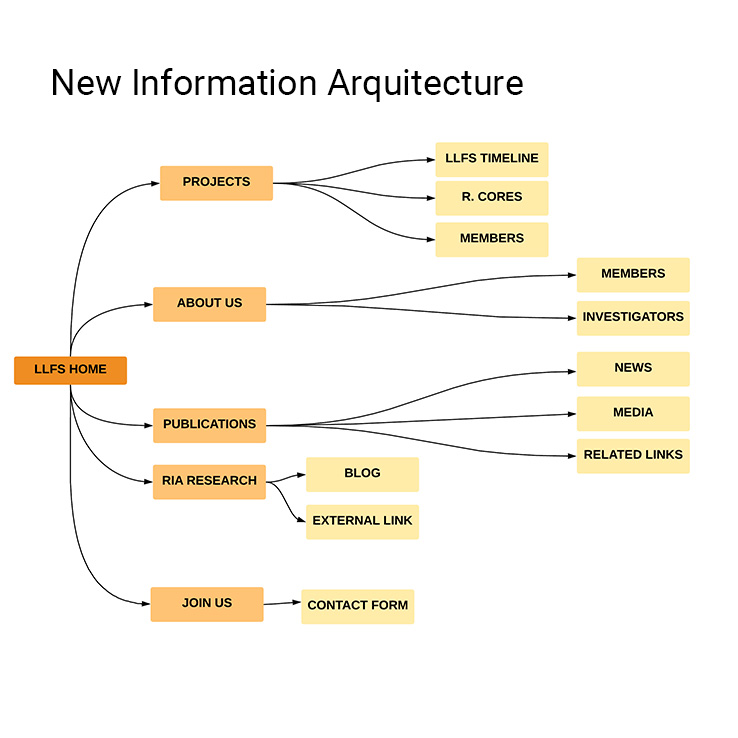 New Information Arquitecture
LLFS HOME
PROJECTS
LLFS TIMELINE
R. CORES
MEMBERS
ABOUT US
MEMBERS
INVESTIGATORS
PUBLICATIONS
NEWS
MEDIA
RELATED LINKS
RIA RESEARCH
BLOG
EXTERNAL LINK
JOIN US
CONTACT FORM